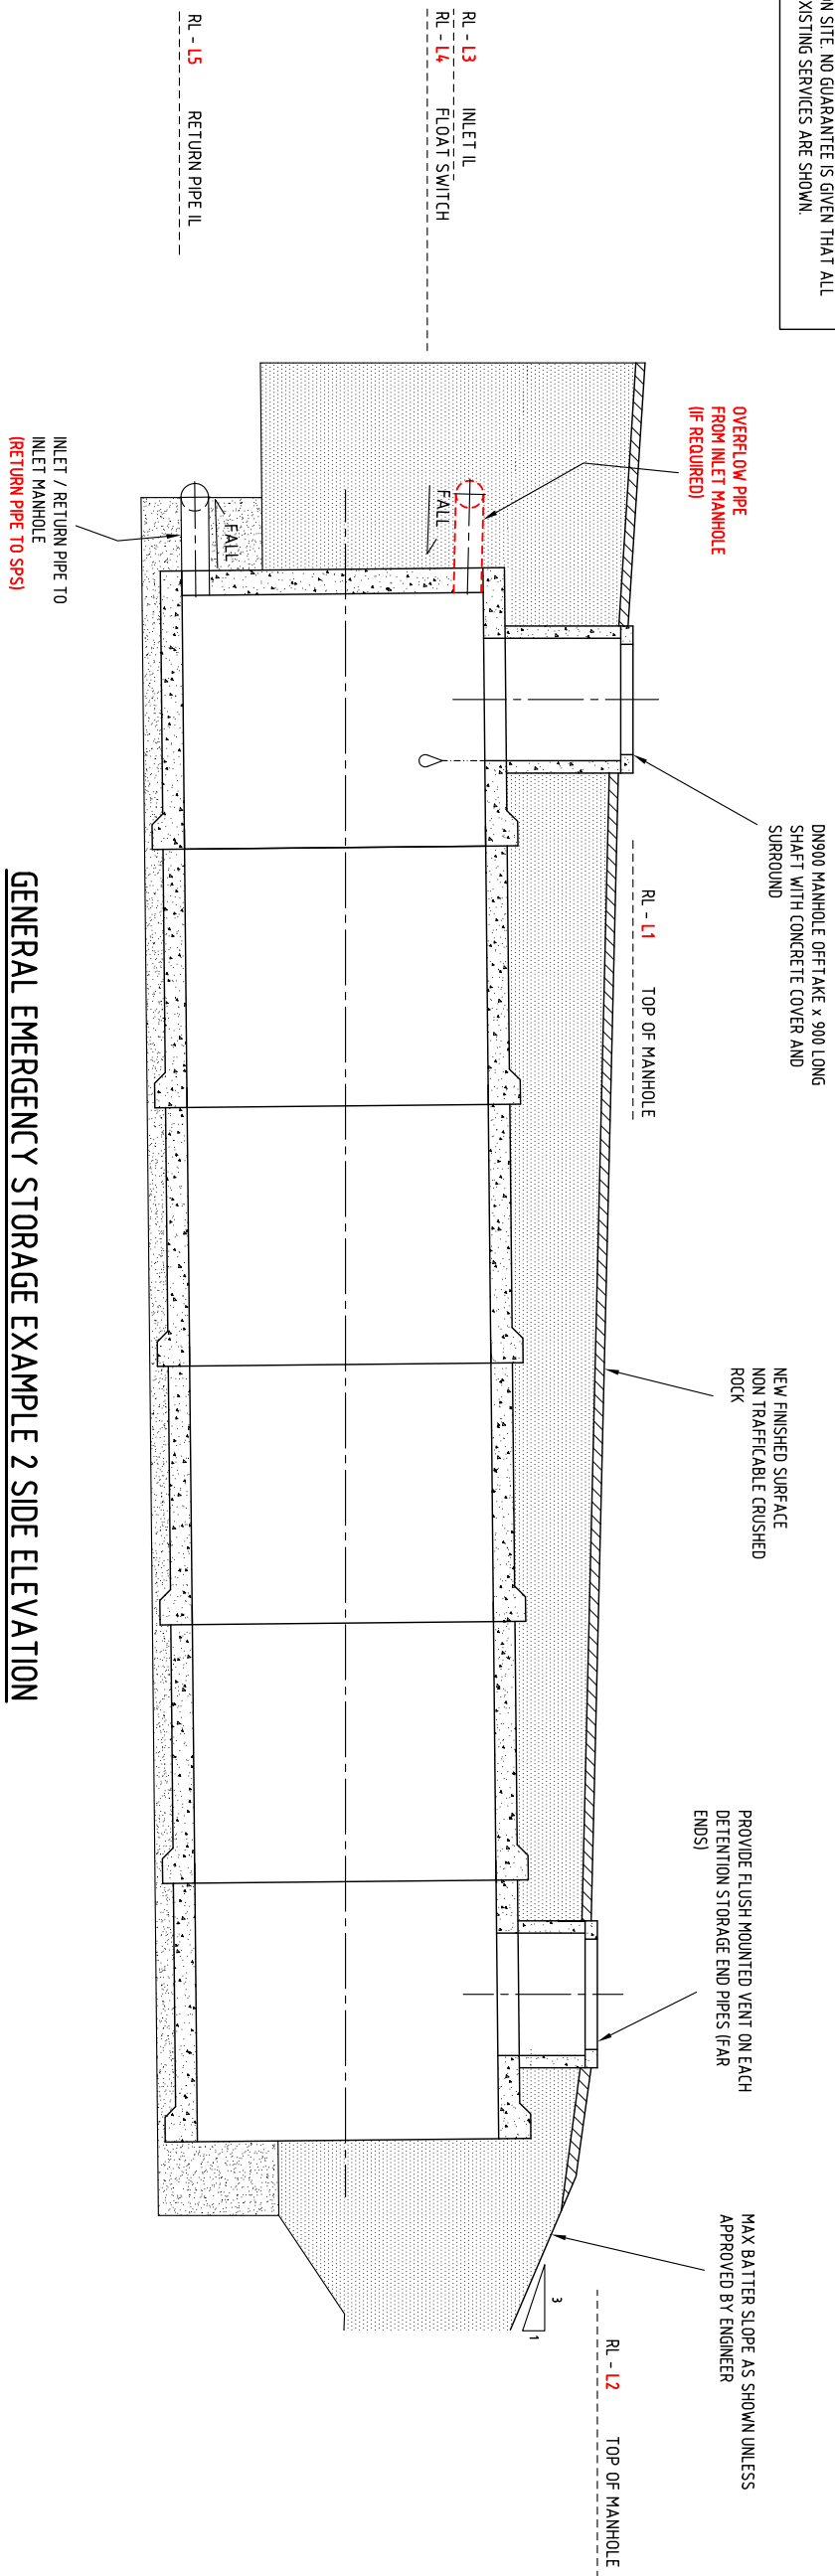 ON SITE. NO GUARANTEE IS GIVEN THAT ALL
EXISTING SERVICES ARE SHOWN.
OVERFLOW PIPE
FROM INLET MANHOLE
(IF REQUIRED)
DN900 MANHOLE OFFTAKE x 900 LONG
SHAFT WITH CONCRETE COVER AND
SURROUND
NEW FINISHED SURFACE
NON TRAFFICABLE CRUSHED
ROCK
PROVIDE FLUSH MOUNTED VENT ON EACH
DETENTION STORAGE END PIPES (FAR
ENDS)
MAX BATTER SLOPE AS SHOWN UNLESS
APPROVED BY ENGINEER
RL - L1 TOP OF MANHOLE
RL - L2 TOP OF MANHOLE
3
1
RL - L3 INLET IL
RL - L4 FLOAT SWITCH
FALL
RL - L5 RETURN PIPE IL
FALL
INLET / RETURN PIPE TO
INLET MANHOLE
(RETURN PIPE TO SPS)
GENERAL EMERGENCY STORAGE EXAMPLE 2 SIDE ELEVATION